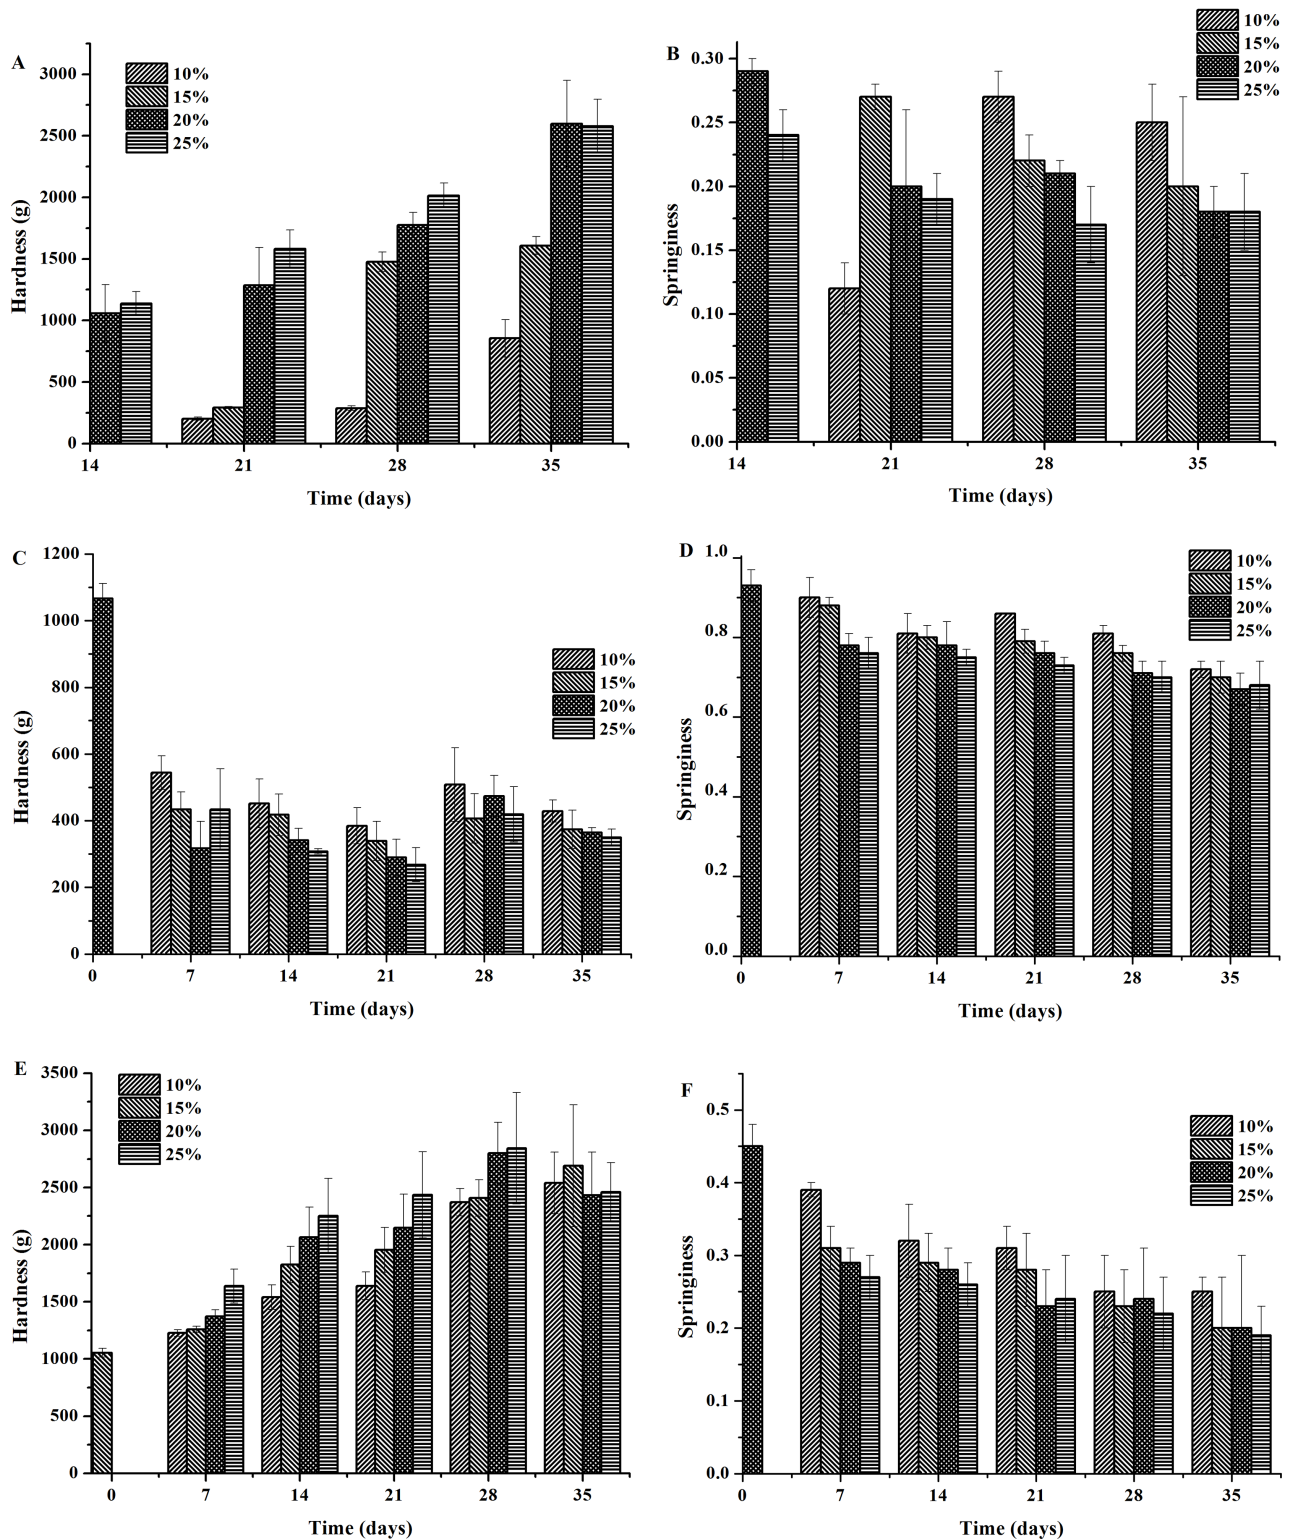 A
10%
15%
20%
25%
3000
2500
2000
1500
1000
500
0
Hardness (g)
14 21 28 35
Time (days)
B
10%
15%
20%
25%
0.30
0.25
0.20
0.15
0.10
0.05
0.00
Springiness
14 21 28 35
Time (days)
C
10%
15%
20%
25%
1200
1000
800
600
400
200
0
Hardness (g)
0 7 14 21 28 35
Time (days)
D
10%
15%
20%
25%
1.0
0.8
0.6
0.4
0.2
0.0
Springiness
0 7 14 21 28 35
Time (days)
E
10%
15%
20%
25%
3500
3000
2500
2000
1500
1000
500
0
Hardness (g)
0 7 14 21 28 35
Time (days)
F
10%
15%
20%
25%
0.5
0.4
0.3
0.2
0.1
0.0
Springiness
0 7 14 21 28 35
Time (days)